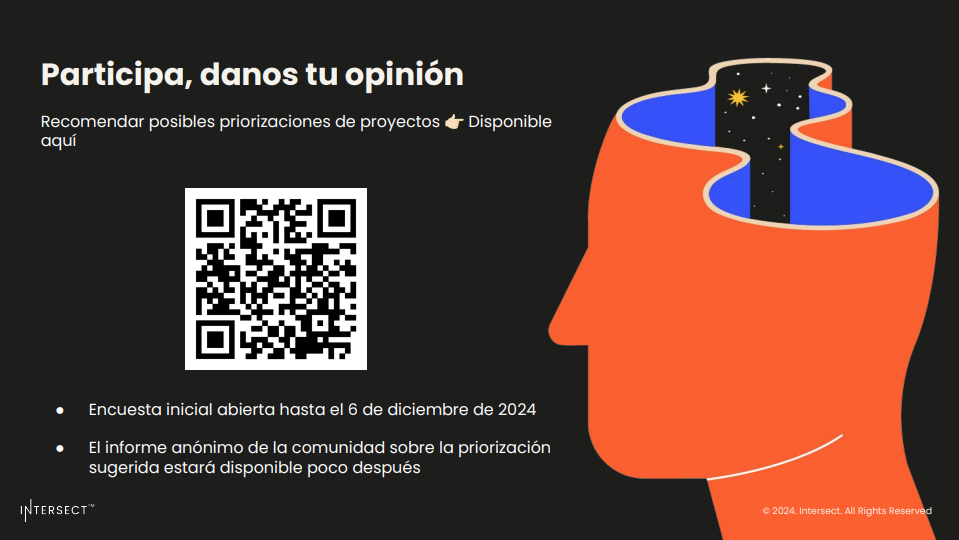 Participa, danos tu opinión
Recomendar posibles priorizaciones de proyectos 👉 Disponible
aquí
● Encuesta inicial abierta hasta el 6 de diciembre de 2024
● El informe anónimo de la comunidad sobre la priorización
sugerida estará disponible poco después
INTERSECT™
© 2024. Intersect. All Rights Reserved